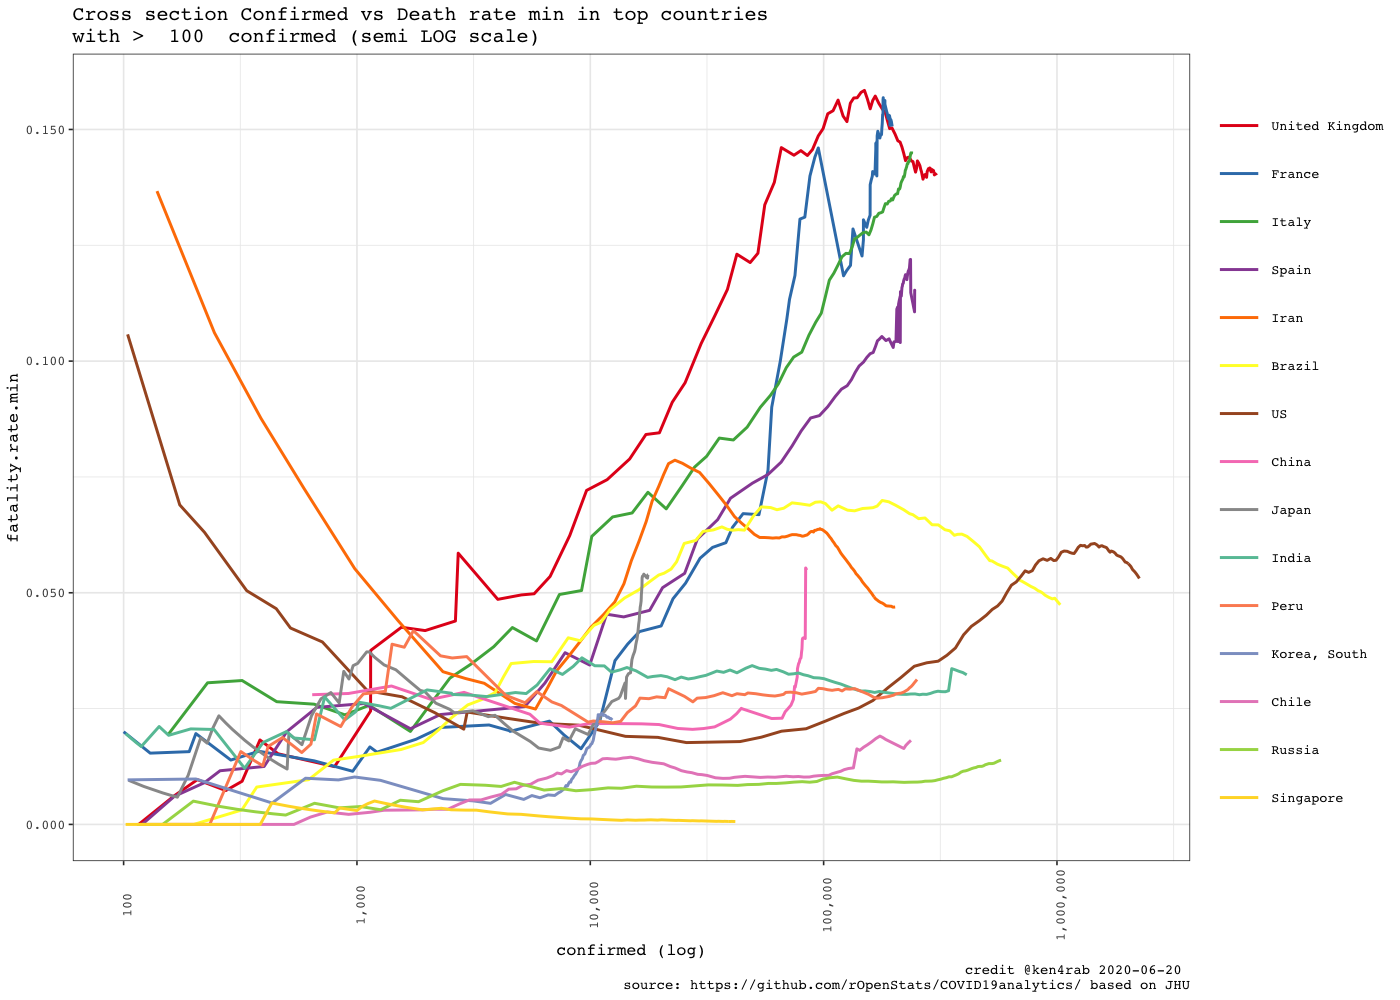 Cross section Confirmed vs Death rate min in top countries
with >  100  confirmed (semi LOG scale)
fatality.rate.min
0.150
0.100
0.050
0.000
100
1,000
10,000
100,000
1,000,000
confirmed (log)
United Kingdom
France
Italy
Spain
Iran
Brazil
US
China
Japan
India
Peru
Korea, South
Chile
Russia
Singapore
credit @ken4rab 2020-06-20
source: https://github.com/rOpenStats/COVID19analytics/ based on JHU